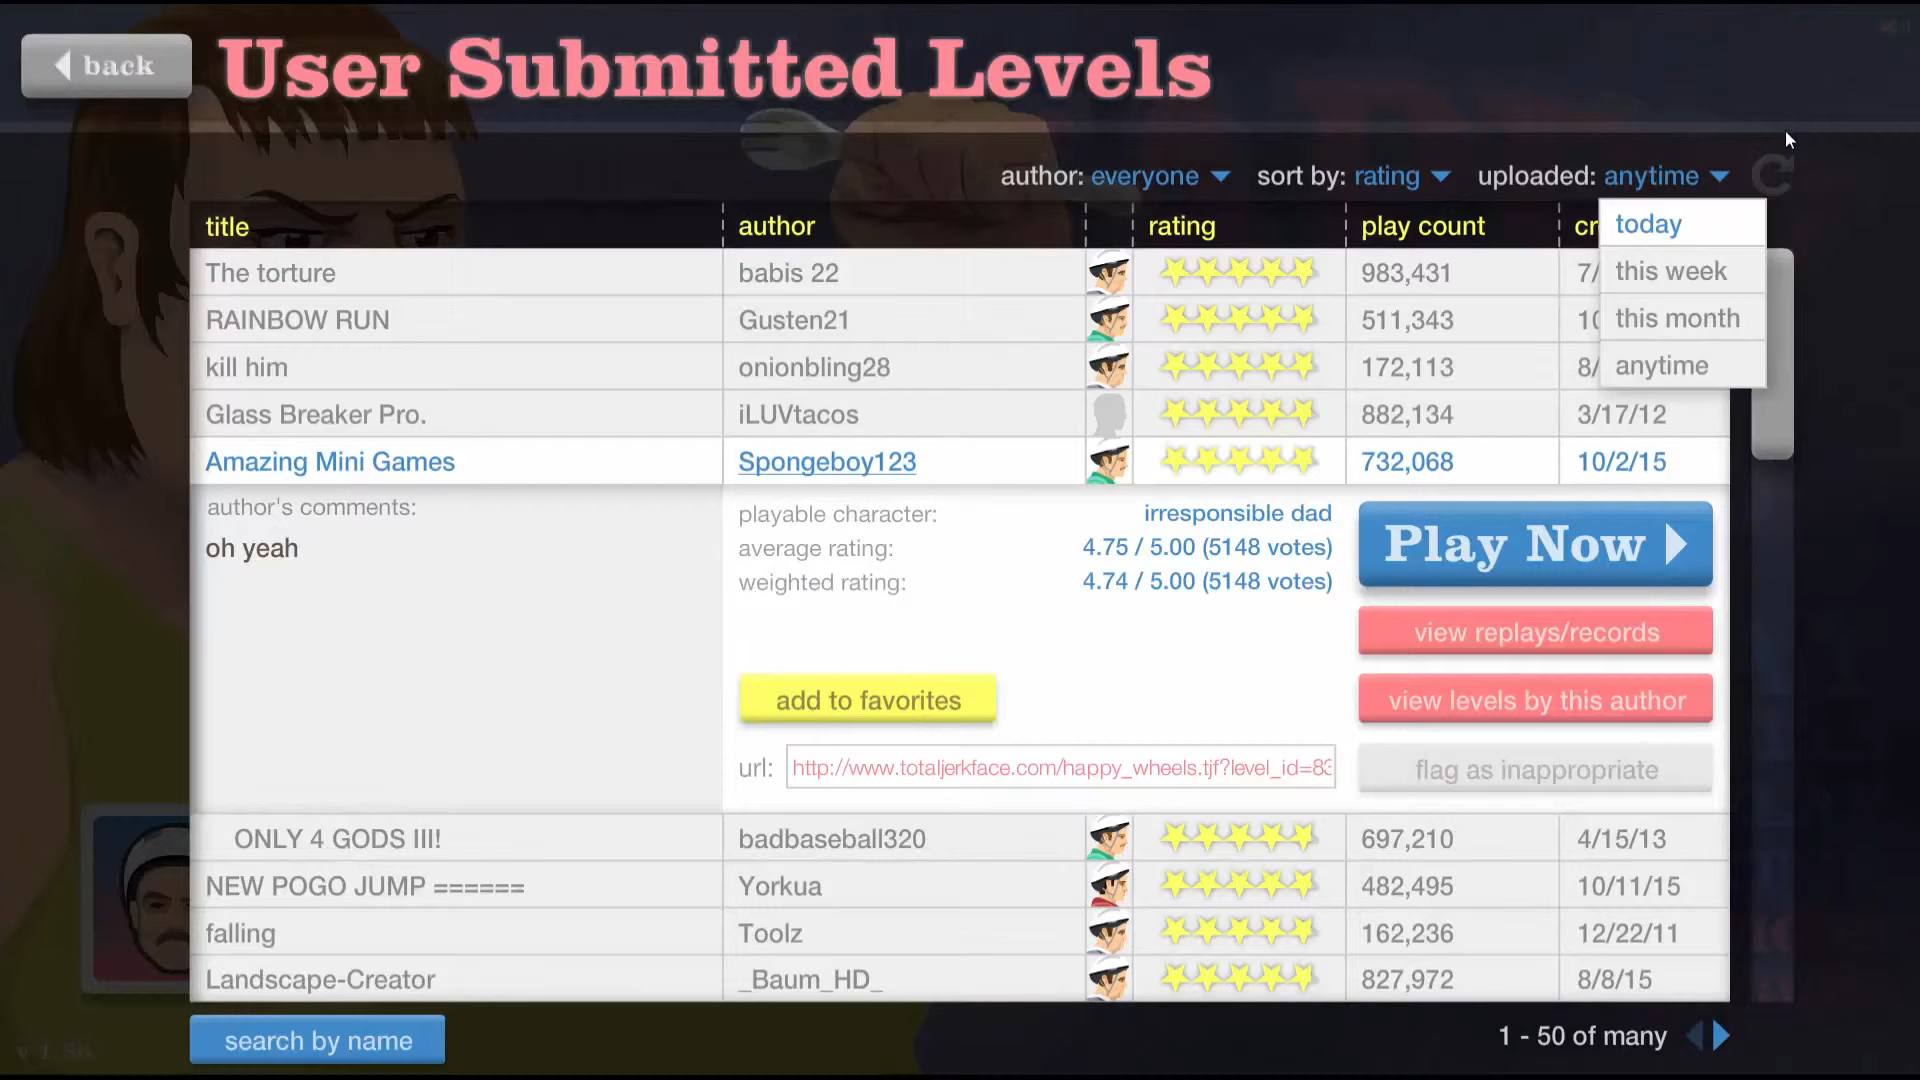 back
User Submitted Levels
author: everyone sort by: rating uploaded: anytime
title author rating play count cr
today
this week
this month
anytime
The torture babis 22 983,431 7/
RAINBOW RUN Gusten21 511,343 10
kill him onionbling28 172,113 8/
Glass Breaker Pro. iLUVtacos 882,134 3/17/12
Amazing Mini Games Spongeboy123 732,068 10/2/15
author's comments:
oh yeah
playable character: irresponsible dad
average rating: 4.75 / 5.00 (5148 votes)
weighted rating: 4.74 / 5.00 (5148 votes)
Play Now
view replays/records
add to favorites
view levels by this author
url: http://www.totaljerkface.com/happy_wheels.tjf?level_id=83
flag as inappropriate
ONLY 4 GODS III! badbaseball320 697,210 4/15/13
NEW POGO JUMP ====== Yorkua 482,495 10/11/15
falling Toolz 162,236 12/22/11
Landscape-Creator _Baum_HD_ 827,972 8/8/15
search by name
1 - 50 of many